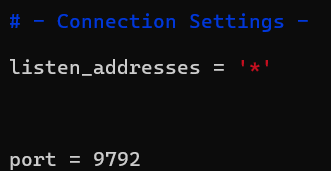 # - Connection Settings -
listen_addresses = '*'
port = 9792